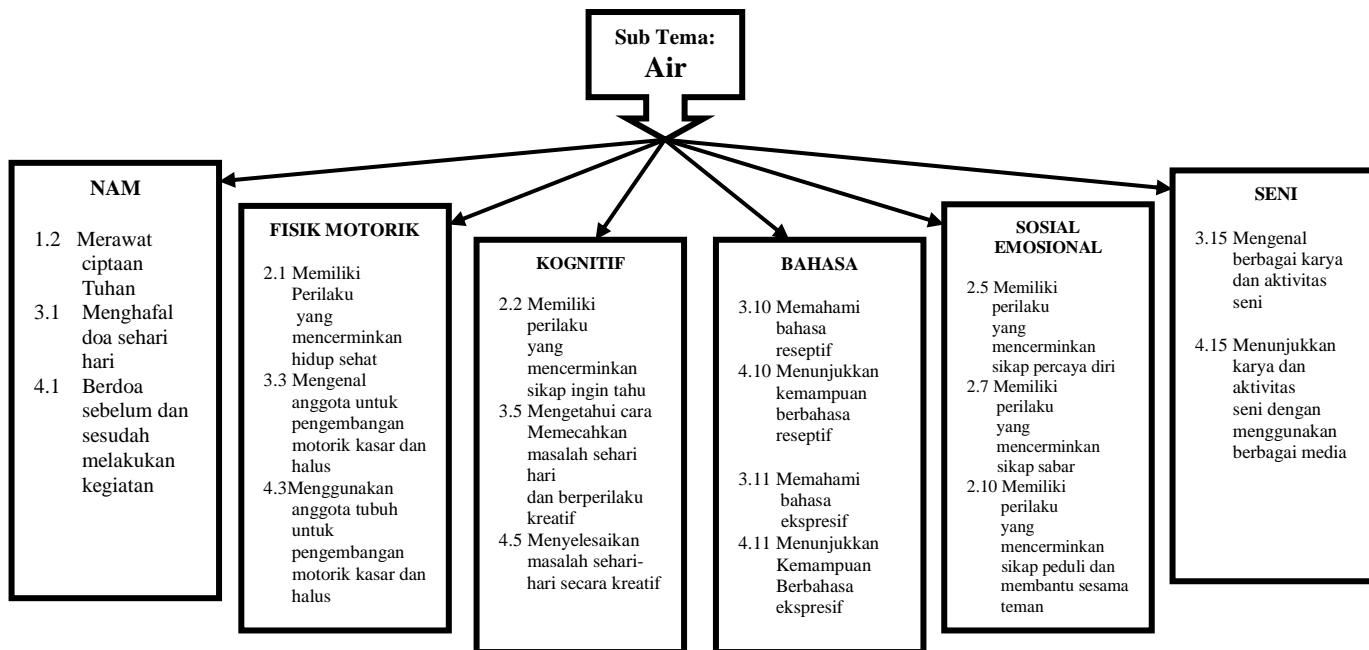 Sub Tema:
Air
NAM
1.2 Merawat
ciptaan
Tuhan
3.1 Menghafal
doa sehari
hari
4.1 Berdoa
sebelum dan
sesudah
melakukan
kegiatan
FISIK MOTORIK
2.1 Memiliki
Perilaku
yang
mencerminkan
hidup sehat
3.3 Mengenal
anggota untuk
pengembangan
motorik kasar dan
halus
4.3Menggunakan
anggota tubuh
untuk
pengembangan
motorik kasar dan
halus
KOGNITIF
2.2 Memiliki
perilaku
yang
mencerminkan
sikap ingin tahu
3.5 Mengetahui cara
Memecahkan
masalah sehari
hari
dan berperilaku
kreatif
4.5 Menyelesaikan
masalah sehari-
hari secara kreatif
BAHASA
3.10 Memahami
bahasa
reseptif
4.10 Menunjukkan
kemampuan
berbahasa
reseptif
3.11 Memahami
bahasa
ekspresif
4.11 Menunjukkan
Kemampuan
Berbahasa
ekspresif
SOSIAL
EMOSIONAL
2.5 Memiliki
perilaku
yang
mencerminkan
sikap percaya diri
2.7 Memiliki
perilaku
yang
mencerminkan
sikap sabar
2.10 Memiliki
perilaku
yang
mencerminkan
sikap peduli dan
membantu sesama
teman
SENI
3.15 Mengenal
berbagai karya
dan aktivitas
seni
4.15 Menunjukkan
karya dan
aktivitas
seni dengan
menggunakan
berbagai media